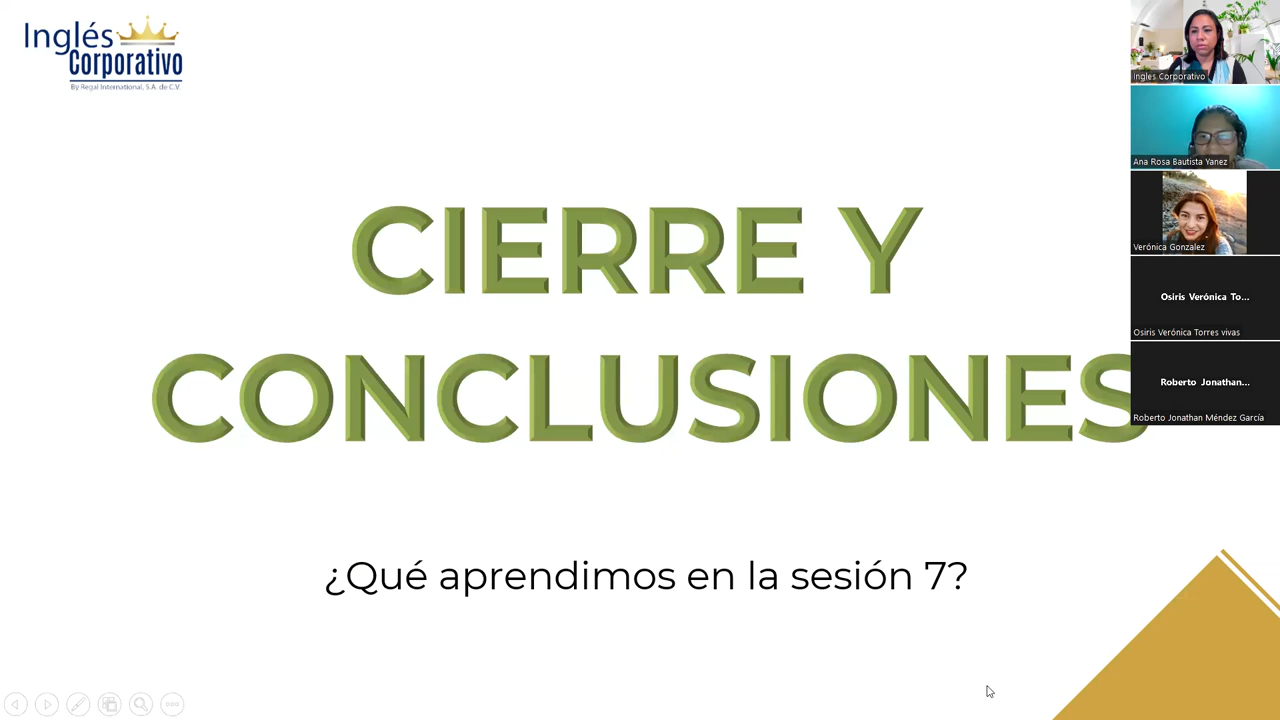 Inglés
Corporativo
By Regal International, S.A. de C.V.
CIERRE Y
CONCLUSIONES
¿Qué aprendimos en la sesión 7?
Ingles Corporativo
Ana Rosa Bautista Yanez
Verónica Gonzalez
Osiris Verónica To...
Osiris Verónica Torres vivas
Roberto Jonathan...
Roberto Jonathan Méndez García